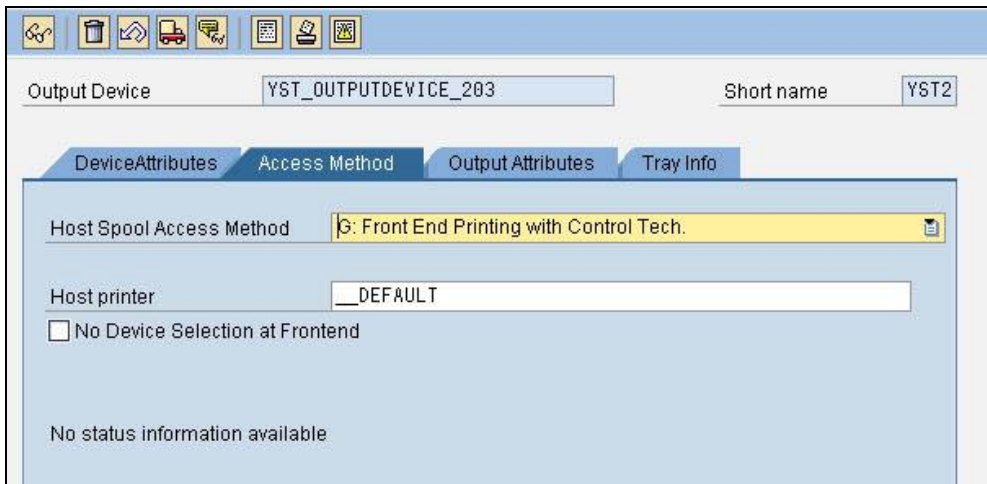 Output Device YST_OUTPUTDEVICE_203 Short name YST2
DeviceAttributes Access Method Output Attributes Tray Info
Host Spool Access Method G: Front End Printing with Control Tech.
Host printer __DEFAULT
No Device Selection at Frontend
No status information available